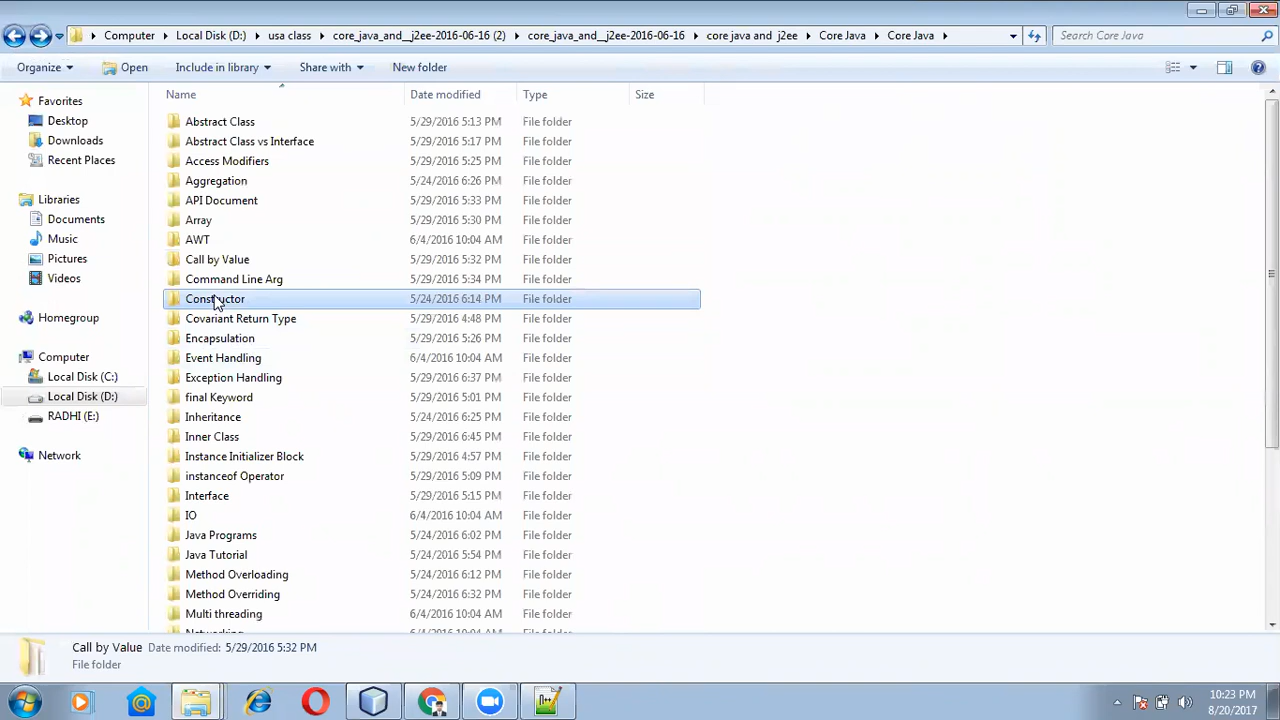 Computer Local Disk (D:) usa class core_java_and__j2ee-2016-06-16 (2) core_java_and__j2ee-2016-06-16 core java and j2ee Core Java Core Java Search Core Java
Organize Open Include in library Share with New folder
Name Date modified Type Size
Favorites
Desktop
Downloads
Recent Places
Libraries
Documents
Music
Pictures
Videos
Homegroup
Computer
Local Disk (C:)
Local Disk (D:)
RADHI (E:)
Network
Abstract Class 5/29/2016 5:13 PM File folder
Abstract Class vs Interface 5/29/2016 5:17 PM File folder
Access Modifiers 5/29/2016 5:25 PM File folder
Aggregation 5/24/2016 6:26 PM File folder
API Document 5/29/2016 5:33 PM File folder
Array 5/29/2016 5:30 PM File folder
AWT 6/4/2016 10:04 AM File folder
Call by Value 5/29/2016 5:32 PM File folder
Command Line Arg 5/29/2016 5:34 PM File folder
Constructor 5/24/2016 6:14 PM File folder
Covariant Return Type 5/29/2016 4:48 PM File folder
Encapsulation 5/29/2016 5:26 PM File folder
Event Handling 6/4/2016 10:04 AM File folder
Exception Handling 5/29/2016 6:37 PM File folder
final Keyword 5/29/2016 5:01 PM File folder
Inheritance 5/24/2016 6:25 PM File folder
Inner Class 5/29/2016 6:45 PM File folder
Instance Initializer Block 5/29/2016 4:57 PM File folder
instanceof Operator 5/29/2016 5:09 PM File folder
Interface 5/29/2016 5:15 PM File folder
IO 6/4/2016 10:04 AM File folder
Java Programs 5/24/2016 6:02 PM File folder
Java Tutorial 5/24/2016 5:54 PM File folder
Method Overloading 5/24/2016 6:12 PM File folder
Method Overriding 5/24/2016 6:32 PM File folder
Multi threading 6/4/2016 10:04 AM File folder
Networking 6/4/2016 10:04 AM File folder
Call by Value Date modified: 5/29/2016 5:32 PM
File folder
10:23 PM
8/20/2017